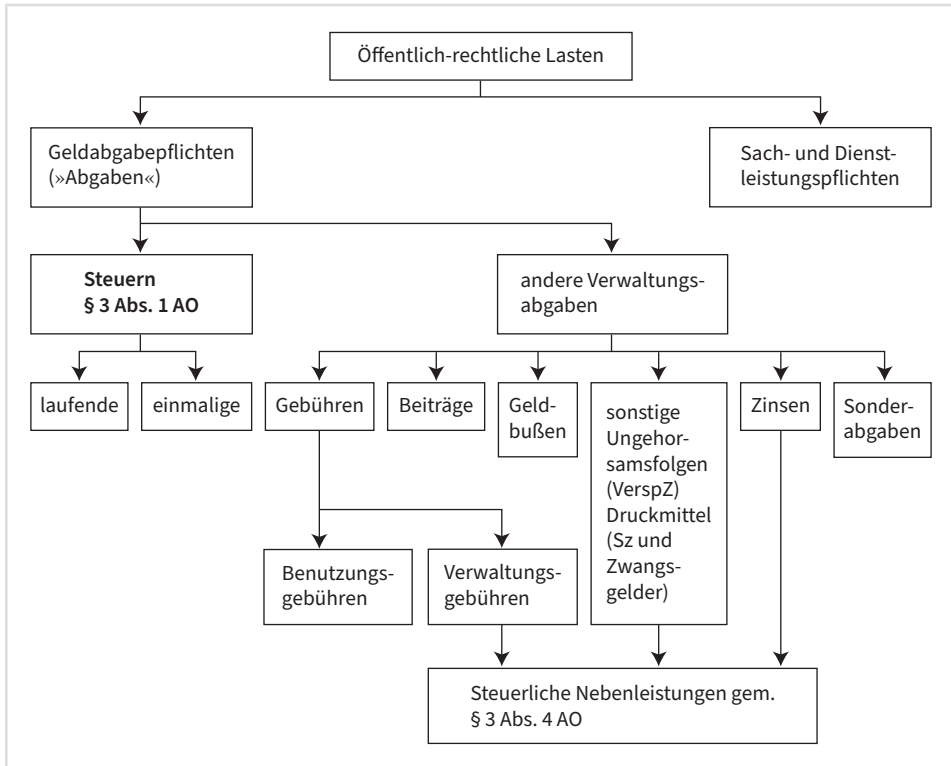 Öffentlich-rechtliche Lasten
Geldabgabepflichten
(»Abgaben«)
Sach- und Dienst-
leistungspflichten
Steuern
§ 3 Abs. 1 AO
andere Verwaltungs-
abgaben
laufende
einmalige
Gebühren
Beiträge
Geld-
bußen
sonstige
Ungehor-
samsfolgen
(VerspZ)
Druckmittel
(Sz und
Zwangs-
gelder)
Zinsen
Sonder-
abgaben
Benutzungs-
gebühren
Verwaltungs-
gebühren
Steuerliche Nebenleistungen gem.
§ 3 Abs. 4 AO